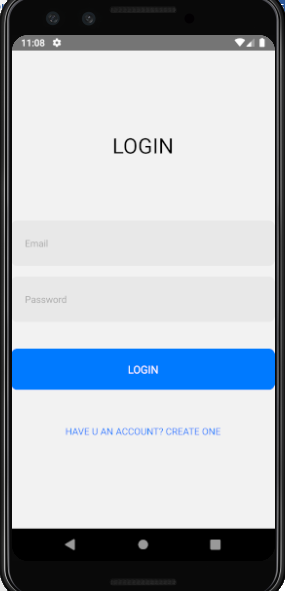 11:08
LOGIN
Email
Password
LOGIN
HAVE U AN ACCOUNT? CREATE ONE